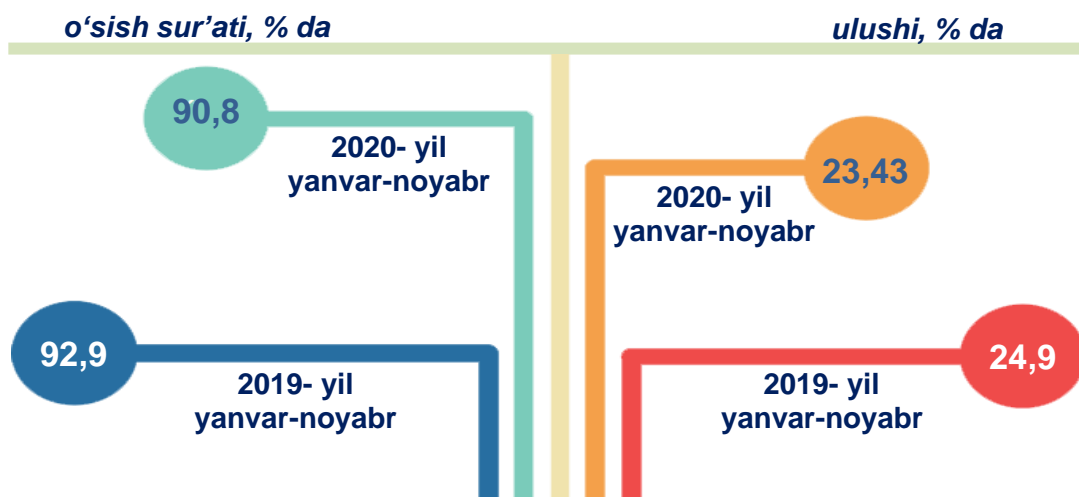 o‘sish sur’ati, % da
ulushi, % da
90,8
2020- yil
yanvar-noyabr
23,43
2020- yil
yanvar-noyabr
92,9
2019- yil
yanvar-noyabr
24,9
2019- yil
yanvar-noyabr